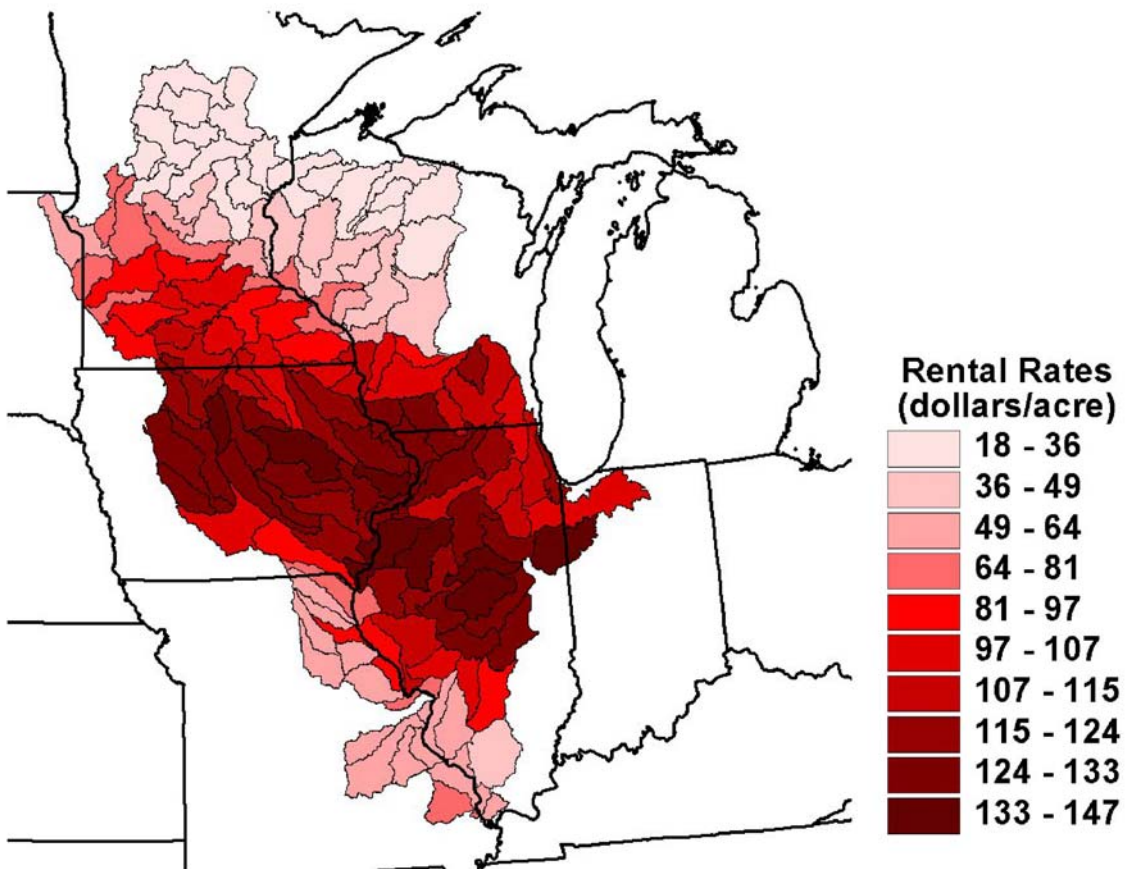 Rental Rates
(dollars/acre)
18 - 36
36 - 49
49 - 64
64 - 81
81 - 97
97 - 107
107 - 115
115 - 124
124 - 133
133 - 147